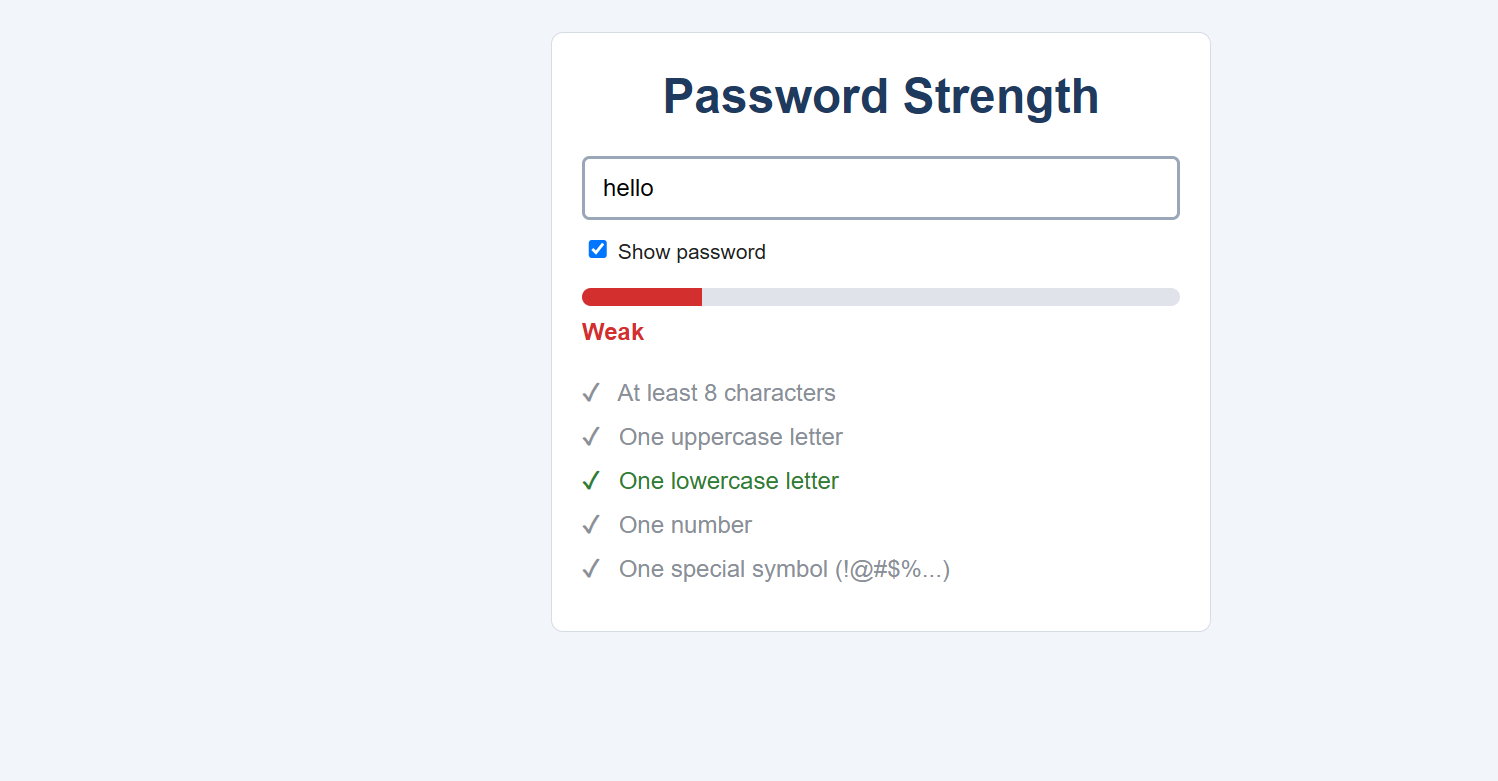 Password Strength
hello
Show password
Weak
✓ At least 8 characters
✓ One uppercase letter
✓ One lowercase letter
✓ One number
✓ One special symbol (!@#$%...)